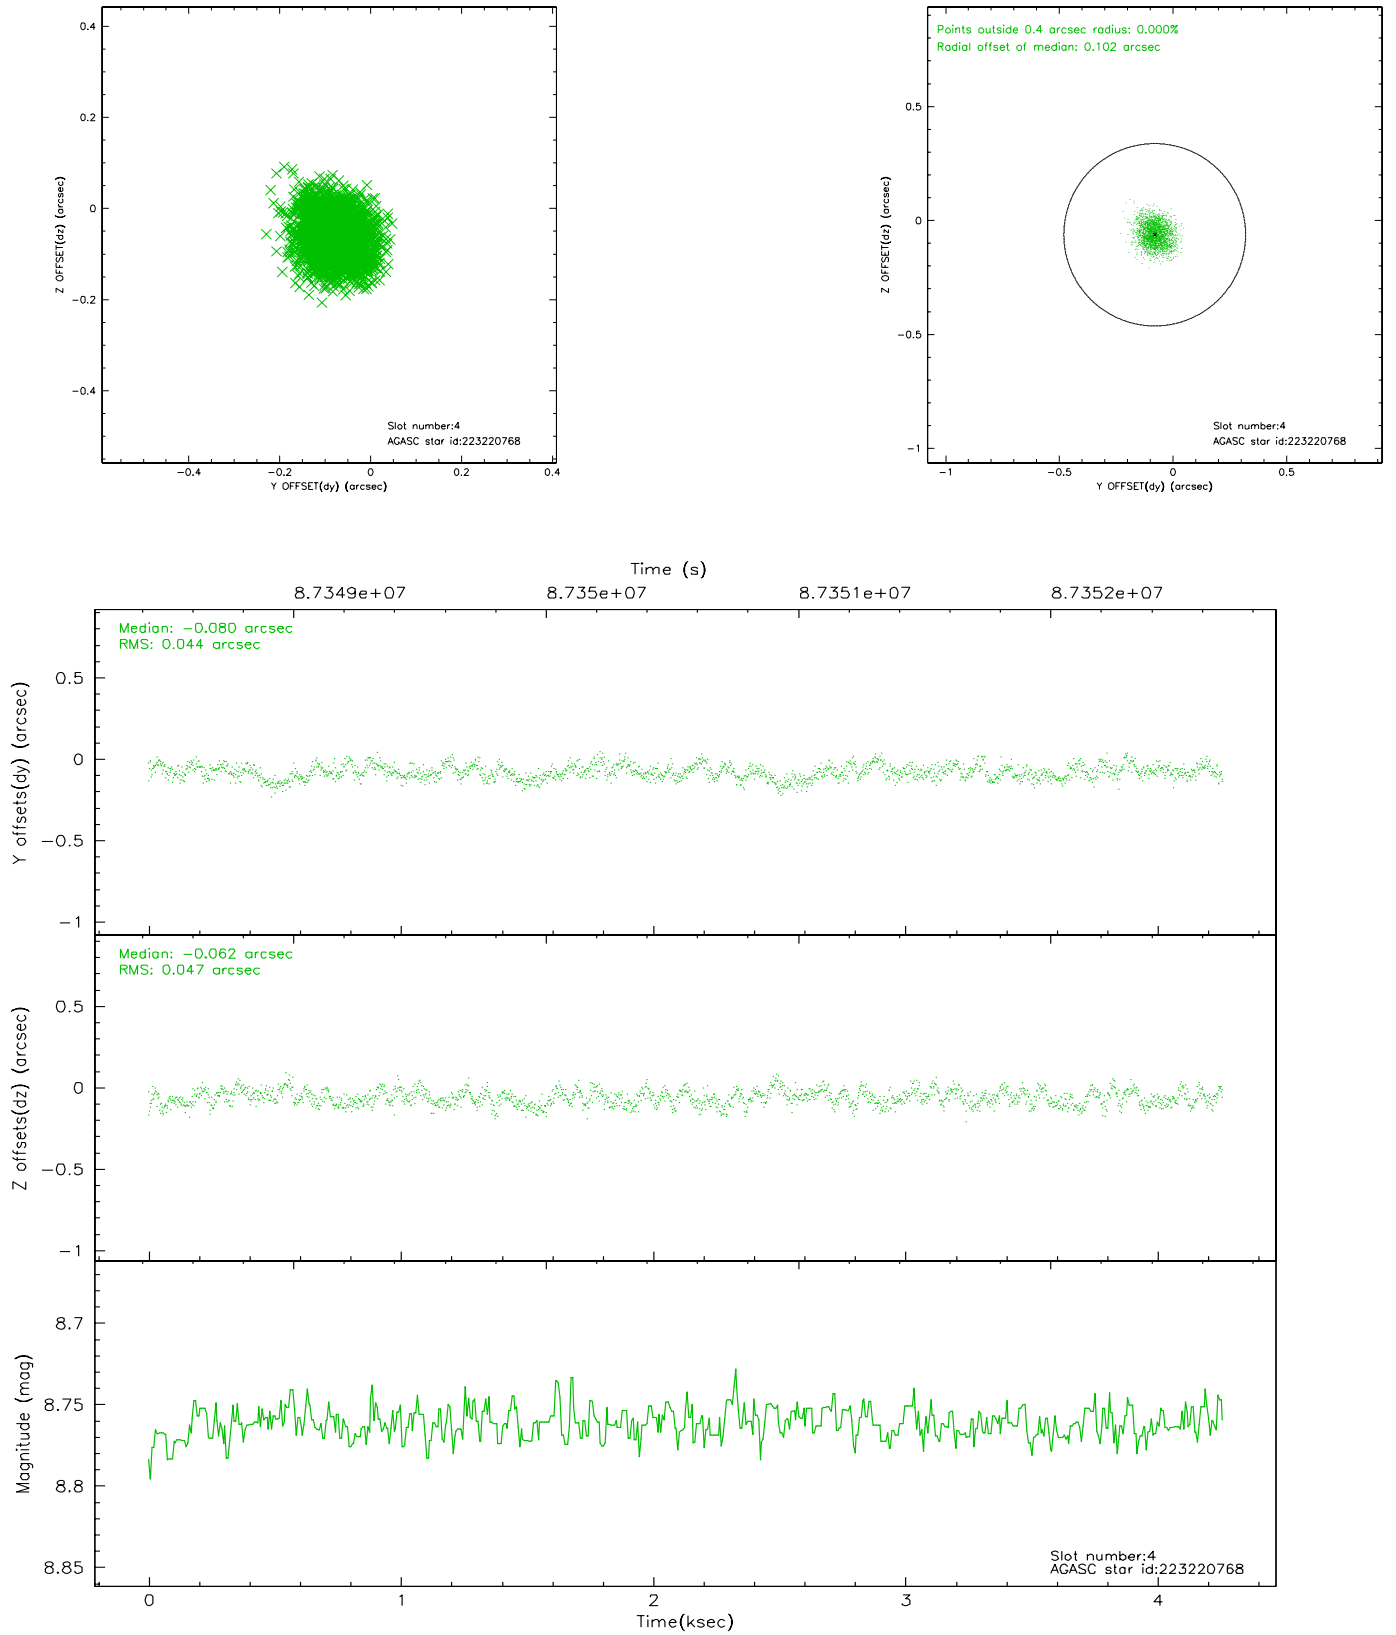 0.4
0.2
0
−0.2
−0.4
Z OFFSET(dz) (arcsec)
Slot number:4
AGASC star id:223220768
−0.4 −0.2 0 0.2 0.4
Y OFFSET(dy) (arcsec)
Points outside 0.4 arcsec radius: 0.000%
Radial offset of median: 0.102 arcsec
0.5
0
−0.5
−1
Z OFFSET(dz) (arcsec)
Slot number:4
AGASC star id:223220768
−1 −0.5 0 0.5
Y OFFSET(dy) (arcsec)
Time (s)
8.7349e+07 8.735e+07 8.7351e+07 8.7352e+07
Median: −0.080 arcsec
RMS: 0.044 arcsec
0.5
0
−0.5
−1
Y offsets(dy) (arcsec)
Median: −0.062 arcsec
RMS: 0.047 arcsec
0.5
0
−0.5
−1
Z offsets(dz) (arcsec)
8.7
8.75
8.8
8.85
Magnitude (mag)
Slot number:4
AGASC star id:223220768
0 1 2 3 4
Time(ksec)